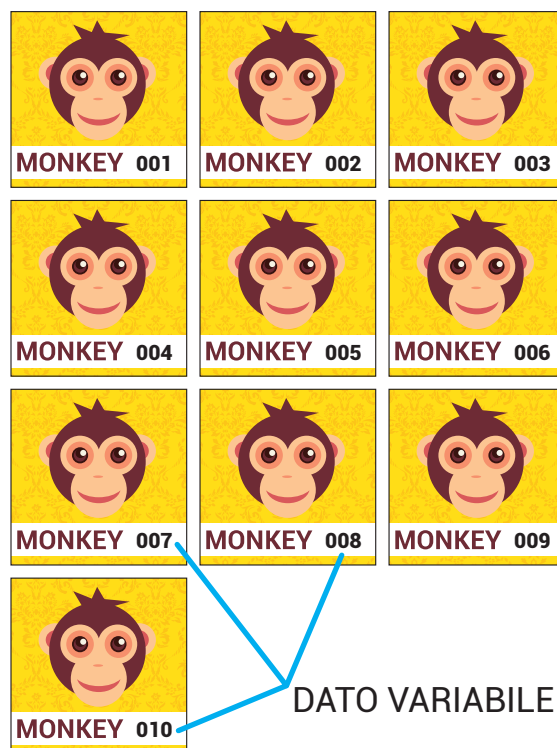 MONKEY 001
MONKEY 002
MONKEY 003
MONKEY 004
MONKEY 005
MONKEY 006
MONKEY 007
MONKEY 008
MONKEY 009
MONKEY 010
DATO VARIABILE